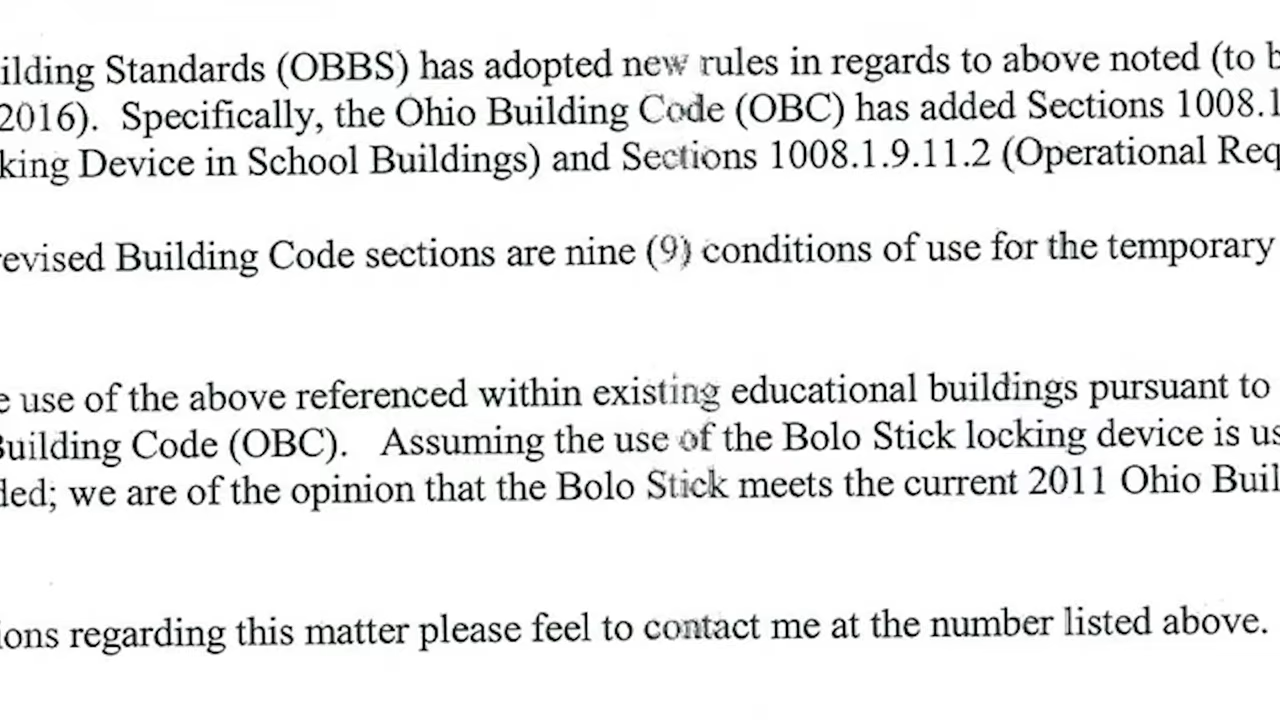 ilding Standards (OBBS) has adopted new rules in regards to above noted (to b
2016). Specifically, the Ohio Building Code (OBC) has added Sections 1008.1
king Device in School Buildings) and Sections 1008.1.9.11.2 (Operational Req
evised Building Code sections are nine (9) conditions of use for the temporary
e use of the above referenced within existing educational buildings pursuant to
Building Code (OBC). Assuming the use of the Bolo Stick locking device is us
ded; we are of the opinion that the Bolo Stick meets the current 2011 Ohio Buil
ions regarding this matter please feel to contact me at the number listed above.